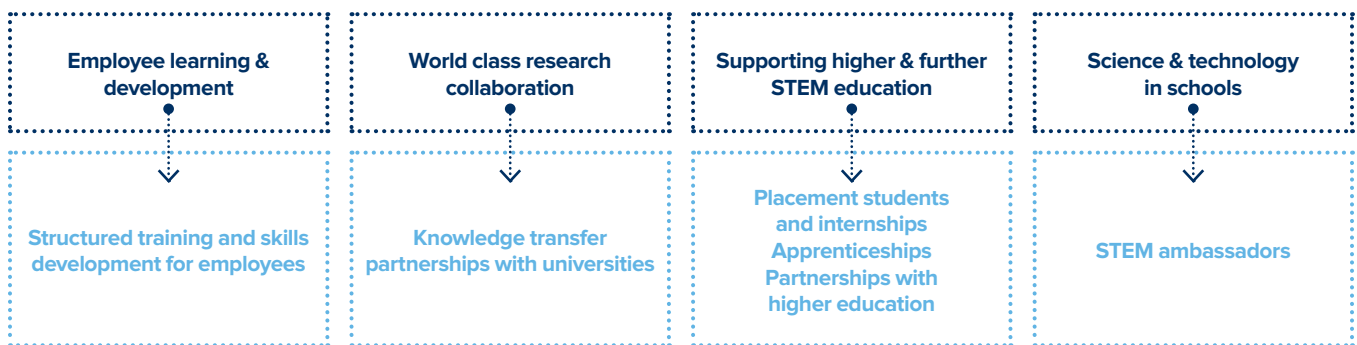 Employee learning &
development
World class research
collaboration
Supporting higher & further
STEM education
Science & technology
in schools
Structured training and skills
development for employees
Knowledge transfer
partnerships with universities
Placement students
and internships
Apprenticeships
Partnerships with
higher education
STEM ambassadors